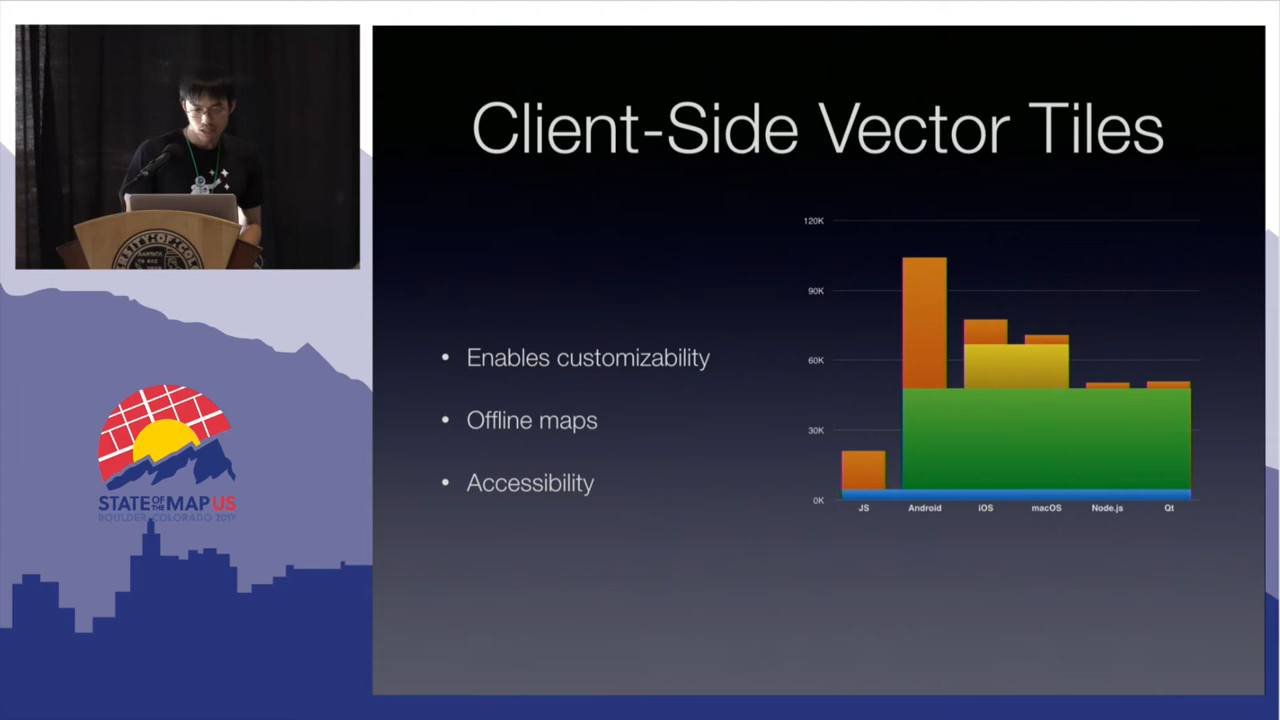 Client-Side Vector Tiles
• Enables customizability
• Offline maps
• Accessibility
120K
90K
60K
30K
0K
JS Android iOS macOS Node.js Qt
STATE OF THE MAP US
BOULDER, COLORADO 2017